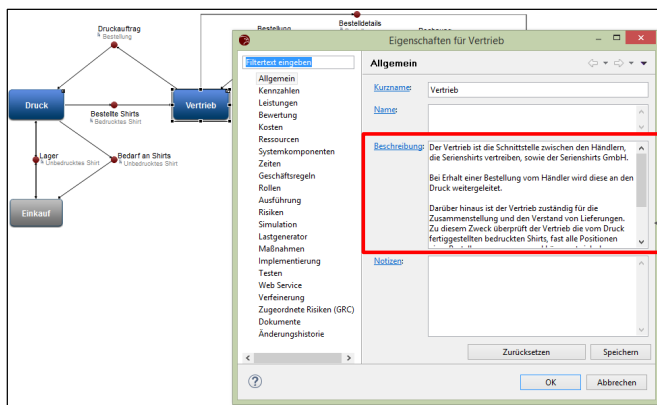 Bestelldetails
Druckauftrag
Bestellung
Bestellung
Druck
Bestellte Shirts
Bedrucktes Shirt
Vertrieb
Lager
Unbedrucktes Shirt
Bedarf an Shirts
Unbedrucktes Shirt
Einkauf
Eigenschaften für Vertrieb
Filtertext eingeben
Allgemein
Kennzahlen
Leistungen
Bewertung
Kosten
Ressourcen
Systemkomponenten
Zeiten
Geschäftsregeln
Rollen
Ausführung
Risiken
Simulation
Lastgenerator
Maßnahmen
Implementierung
Testen
Web Service
Verfeinerung
Zugeordnete Risiken (GRC)
Dokumente
Änderungshistorie
Allgemein
Kurzname: Vertrieb
Name:
Beschreibung:
Der Vertrieb ist die Schnittstelle zwischen den Händlern,
die Serienshirts vertreiben, sowie der Serienshirts GmbH.
Bei Erhalt einer Bestellung vom Händler wird diese an den
Druck weitergeleitet.
Darüber hinaus ist der Vertrieb zuständig für die
Zusammenstellung und den Verstand von Lieferungen.
Zu diesem Zweck überprüft der Vertrieb die vom Druck
fertiggestellten bedruckten Shirts, fast alle Positionen
Notizen:
Zurücksetzen
Speichern
OK
Abbrechen